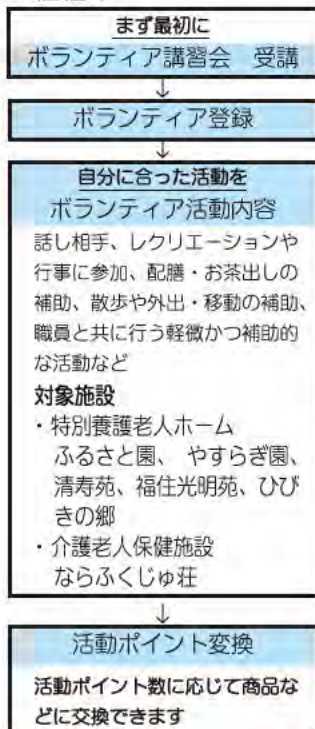 まず最初に
ボランティア講習会　受講
↓
ボランティア登録
↓
自分に合った活動を
ボランティア活動内容
話し相手、レクリエーションや
行事に参加、配膳・お茶出しの
補助、散歩や外出・移動の補助、
職員と共に行う軽微かつ補助的
な活動など
対象施設
・特別養護老人ホーム
ふるさと園、　やすらぎ園、
清寿苑、福住光明苑、ひび
きの郷
・介護老人保健施設
ならふくじゅ荘
↓
活動ポイント変換
活動ポイント数に応じて商品な
どに交換できます